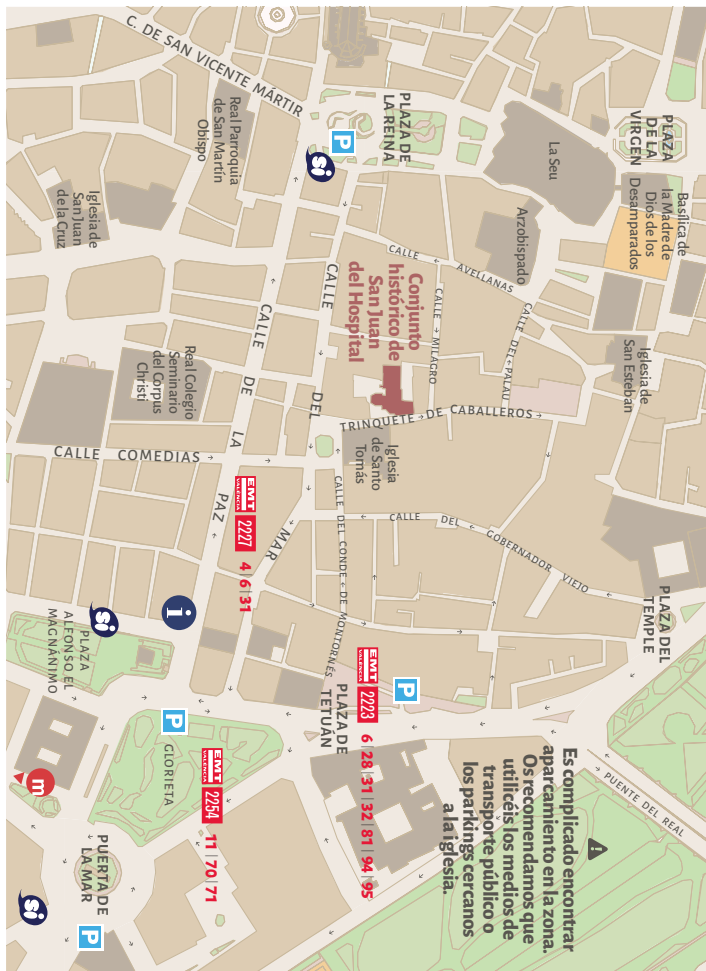 PLAZA
DE LA
VIRGEN
Basílica de
la Madre de
Dios de los
Desamparados
La Seu
Arzobispado
PLAZA DE
LA REINA
P
si
C. DE SAN VICENTE MÁRTIR
Real Parroquia
de San Martín
Obispo
Iglesia de
San Juan
de la Cruz
Iglesia de
San Esteban
CALLE AVELLANAS
CALLE DEL PALAU
CALLE MILAGRO
Conjunto
histórico de
San Juan
del Hospital
CALLE DEL MAR
CALLE DE LA PAZ
Real Colegio
Seminario
del Corpus
Christi
TRINQUETE DE CABALLEROS
Iglesia
de Santo
Tomás
CALLE COMEDIAS
CALLE DEL CONDE DE MONTORNÉS
CALLE DEL GOBERNADOR VIEJO
EMT
VALENCIA
2227
4|6|31
i
si
PLAZA
ALFONSO EL
MAGNÁNIMO
PLAZA DEL
TEMPLE
PLAZA DE
TETUÁN
P
EMT
VALENCIA
2223
6|28|31|32|81|94|95
P
GLORIETA
EMT
VALENCIA
2254
11|70|71
m
PUERTA DE
LA MAR
si
P
PUENTE DEL REAL
!
Es complicado encontrar
aparcamiento en la zona.
Os recomendamos que
utilicéis los medios de
transporte público o
los parkings cercanos
a la iglesia.